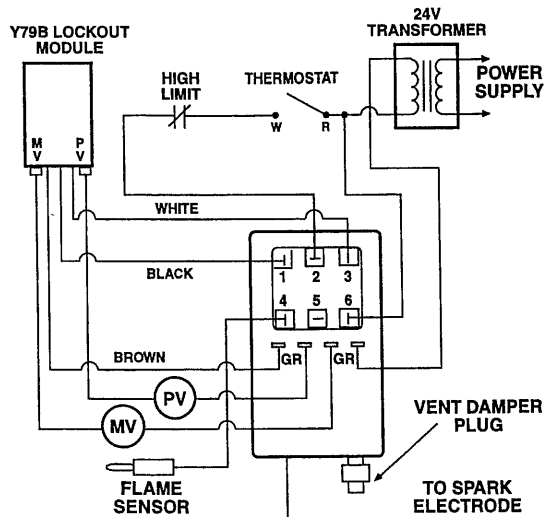 24V
TRANSFORMER
Y79B LOCKOUT
MODULE
HIGH
LIMIT
THERMOSTAT
POWER
SUPPLY
W
R
M
V
P
V
WHITE
BLACK
1
2
3
4
5
6
BROWN
GR
GR
PV
MV
VENT DAMPER
PLUG
FLAME
SENSOR
TO SPARK
ELECTRODE